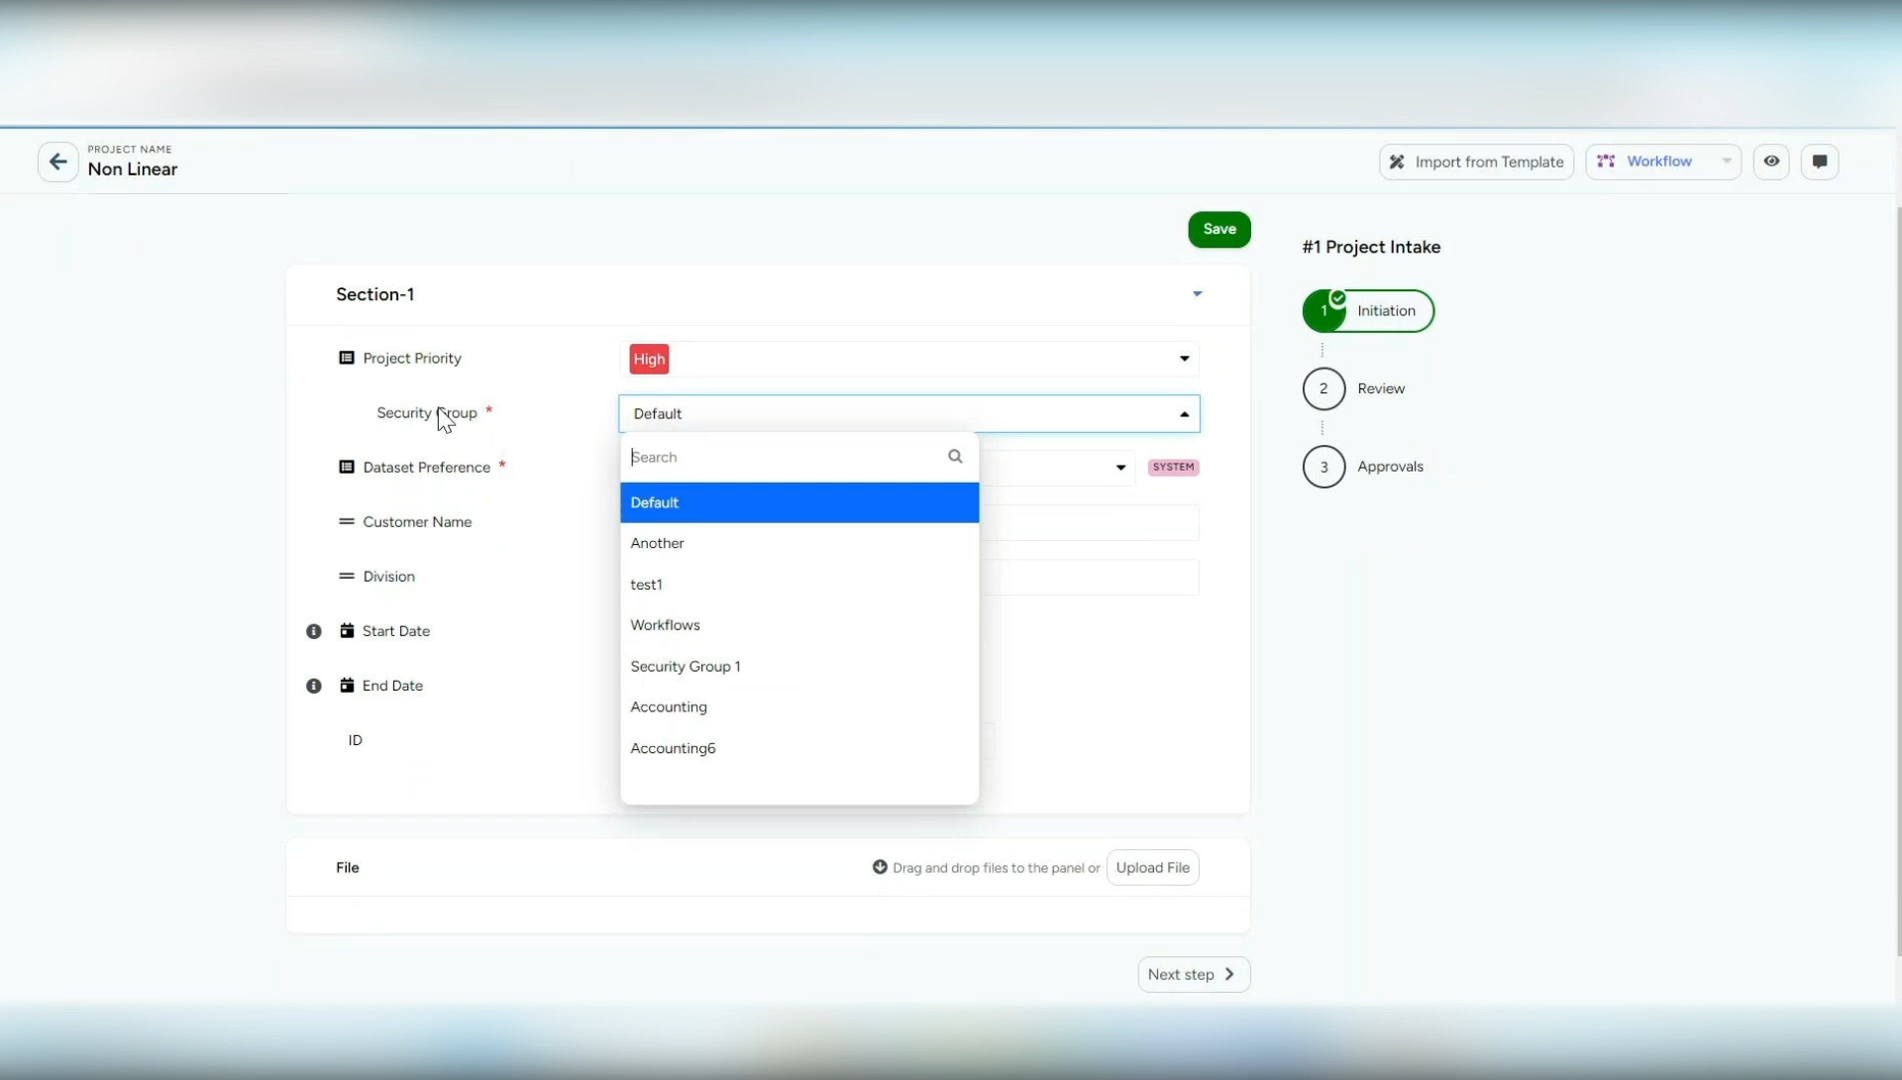 PROJECT NAME
Non Linear
Import from Template
Workflow
Save
#1 Project Intake
Section-1
1 Initiation
Project Priority
High
2 Review
Security Group *
Default
Dataset Preference *
Search
SYSTEM
3 Approvals
Default
Customer Name
Another
Division
test1
Start Date
Workflows
End Date
Security Group 1
Accounting
ID
Accounting6
File
Drag and drop files to the panel or
Upload File
Next step